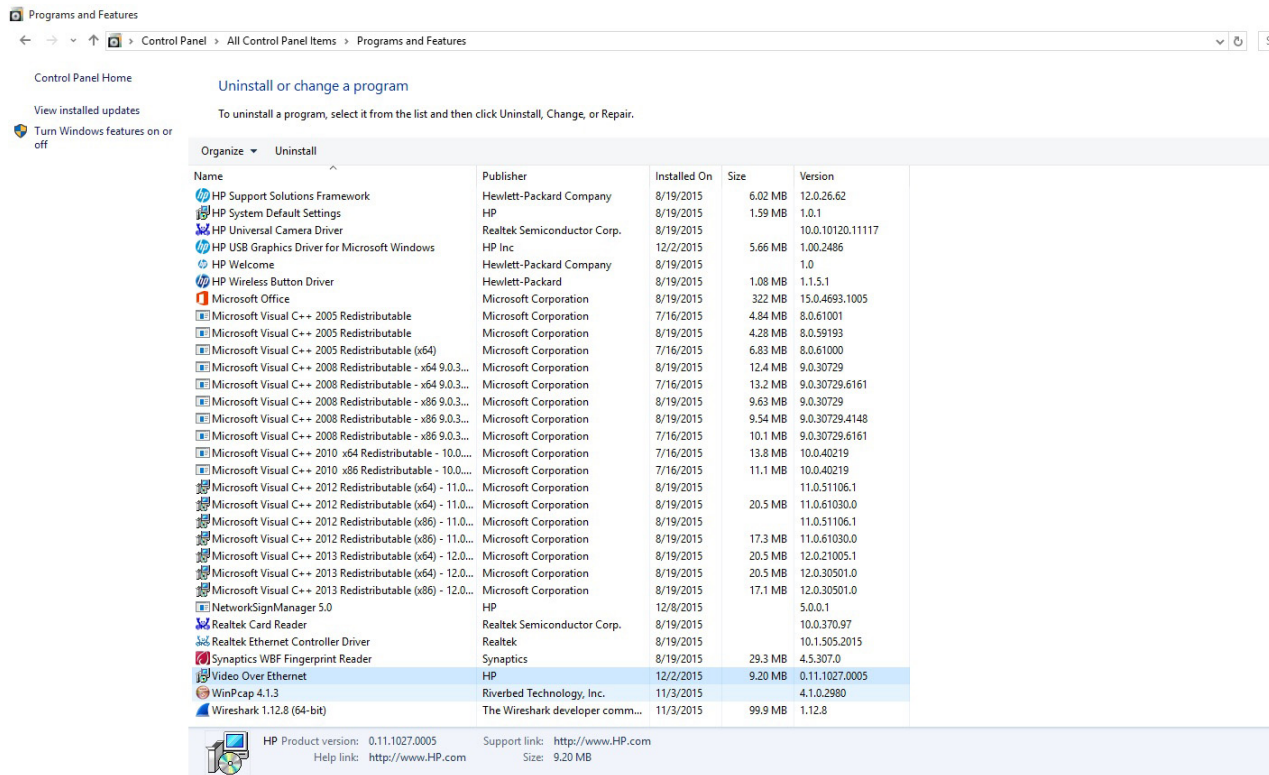 Programs and Features
Control Panel > All Control Panel Items > Programs and Features
Control Panel Home
View installed updates
Turn Windows features on or
off
Uninstall or change a program
To uninstall a program, select it from the list and then click Uninstall, Change, or Repair.
Organize Uninstall
Name Publisher Installed On Size Version
HP Support Solutions Framework Hewlett-Packard Company 8/19/2015 6.02 MB 12.0.26.62
HP System Default Settings HP 8/19/2015 1.59 MB 1.0.1
HP Universal Camera Driver Realtek Semiconductor Corp. 8/19/2015 10.0.10120.11117
HP USB Graphics Driver for Microsoft Windows HP Inc 12/2/2015 5.66 MB 1.00.2486
HP Welcome Hewlett-Packard Company 8/19/2015 1.0
HP Wireless Button Driver Hewlett-Packard 8/19/2015 1.08 MB 1.1.5.1
Microsoft Office Microsoft Corporation 8/19/2015 322 MB 15.0.4693.1005
Microsoft Visual C++ 2005 Redistributable Microsoft Corporation 7/16/2015 4.84 MB 8.0.61001
Microsoft Visual C++ 2005 Redistributable Microsoft Corporation 8/19/2015 4.28 MB 8.0.59193
Microsoft Visual C++ 2005 Redistributable (x64) Microsoft Corporation 7/16/2015 6.83 MB 8.0.61000
Microsoft Visual C++ 2008 Redistributable - x64 9.0.3... Microsoft Corporation 8/19/2015 12.4 MB 9.0.30729
Microsoft Visual C++ 2008 Redistributable - x64 9.0.3... Microsoft Corporation 7/16/2015 13.2 MB 9.0.30729.6161
Microsoft Visual C++ 2008 Redistributable - x86 9.0.3... Microsoft Corporation 8/19/2015 9.63 MB 9.0.30729
Microsoft Visual C++ 2008 Redistributable - x86 9.0.3... Microsoft Corporation 8/19/2015 9.54 MB 9.0.30729.4148
Microsoft Visual C++ 2008 Redistributable - x86 9.0.3... Microsoft Corporation 7/16/2015 10.1 MB 9.0.30729.6161
Microsoft Visual C++ 2010 x64 Redistributable - 10.0.... Microsoft Corporation 7/16/2015 13.8 MB 10.0.40219
Microsoft Visual C++ 2010 x86 Redistributable - 10.0.... Microsoft Corporation 7/16/2015 11.1 MB 10.0.40219
Microsoft Visual C++ 2012 Redistributable (x64) - 11.0... Microsoft Corporation 8/19/2015 11.0.51106.1
Microsoft Visual C++ 2012 Redistributable (x64) - 11.0... Microsoft Corporation 8/19/2015 20.5 MB 11.0.61030.0
Microsoft Visual C++ 2012 Redistributable (x86) - 11.0... Microsoft Corporation 8/19/2015 11.0.51106.1
Microsoft Visual C++ 2012 Redistributable (x86) - 11.0... Microsoft Corporation 8/19/2015 17.3 MB 11.0.61030.0
Microsoft Visual C++ 2013 Redistributable (x64) - 12.0... Microsoft Corporation 8/19/2015 20.5 MB 12.0.21005.1
Microsoft Visual C++ 2013 Redistributable (x64) - 12.0... Microsoft Corporation 8/19/2015 20.5 MB 12.0.30501.0
Microsoft Visual C++ 2013 Redistributable (x86) - 12.0... Microsoft Corporation 8/19/2015 17.1 MB 12.0.30501.0
NetworkSignManager 5.0 HP 12/8/2015 5.0.0.1
Realtek Card Reader Realtek Semiconductor Corp. 8/19/2015 10.0.370.97
Realtek Ethernet Controller Driver Realtek 8/19/2015 10.1.505.2015
Synaptics WBF Fingerprint Reader Synaptics 8/19/2015 29.3 MB 4.5.307.0
Video Over Ethernet HP 12/2/2015 9.20 MB 0.11.1027.0005
WinPcap 4.1.3 Riverbed Technology, Inc. 11/3/2015 4.1.0.2980
Wireshark 1.12.8 (64-bit) The Wireshark developer comm... 11/3/2015 99.9 MB 1.12.8
HP Product version: 0.11.1027.0005 Support link: http://www.HP.com
Help link: http://www.HP.com Size: 9.20 MB